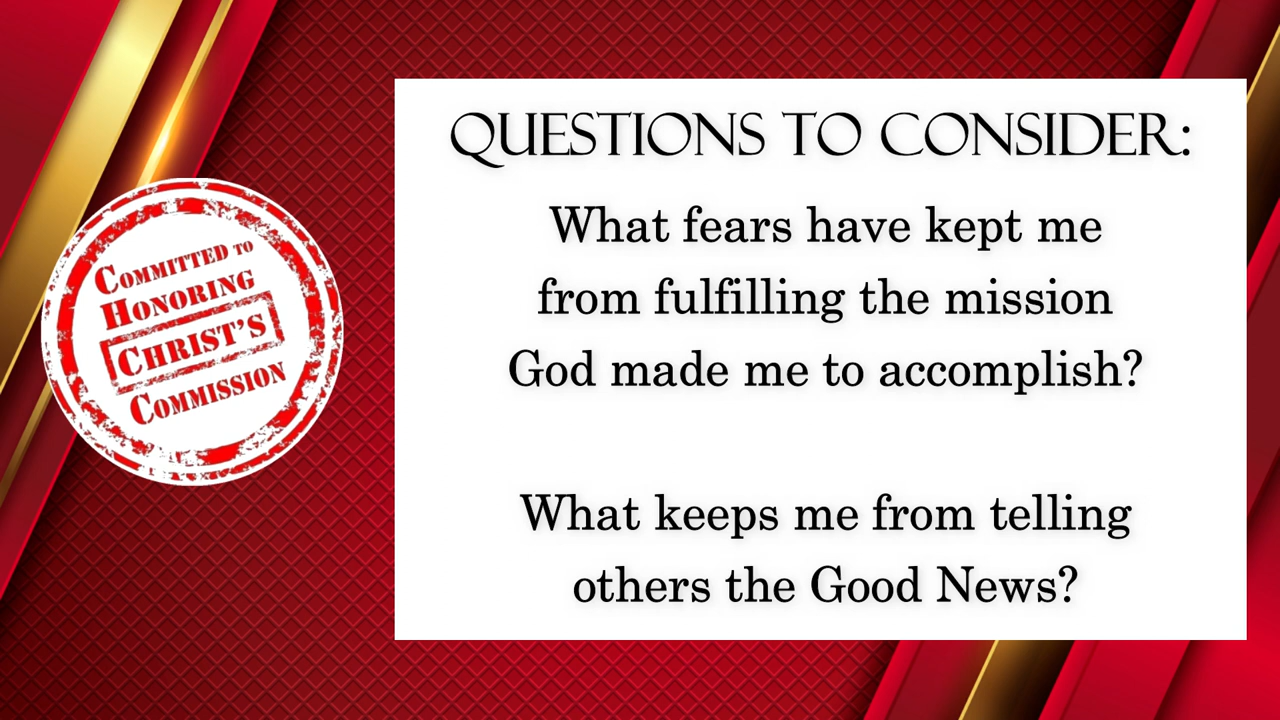 COMMITTED TO
HONORING
CHRIST'S
COMMISSION
QUESTIONS TO CONSIDER:
What fears have kept me
from fulfilling the mission
God made me to accomplish?
What keeps me from telling
others the Good News?